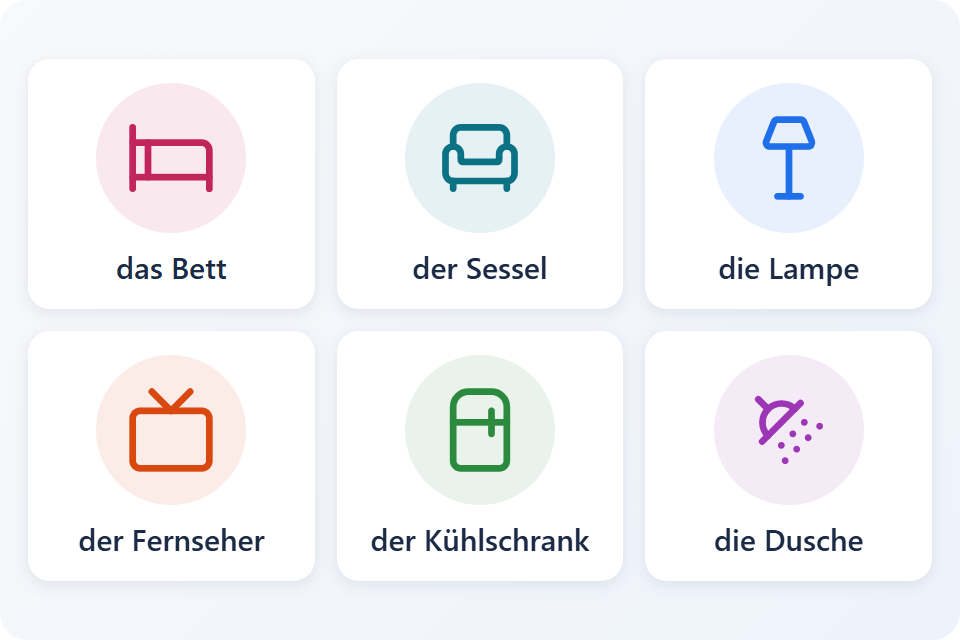 das Bett
der Sessel
die Lampe
der Fernseher
der Kühlschrank
die Dusche